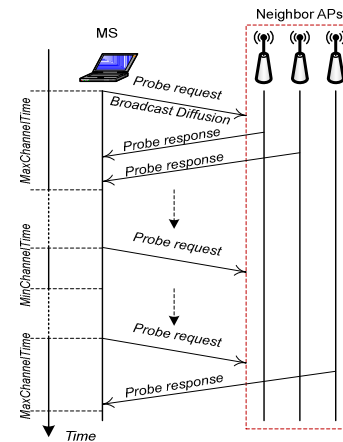 Neighbor APs
MS
Probe request
Broadcast Diffusion
Probe response
Probe response
MaxChannelTime
Probe request
MinChannelTime
Probe request
Probe response
MaxChannelTime
Time